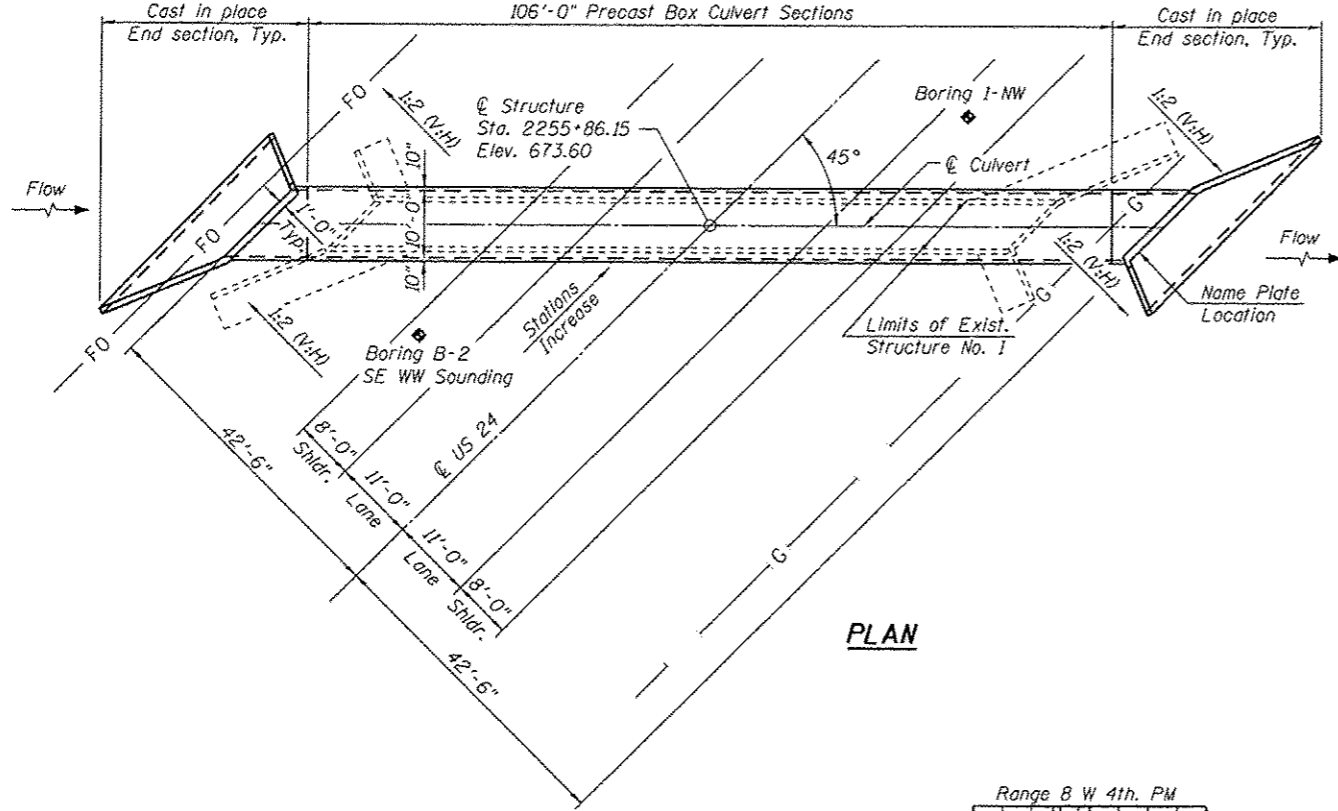 Cast in place
End section, Typ.
106'-0" Precast Box Culvert Sections
Cast in place
End section, Typ.
FO
1:2 (V:H)
℄ Structure
Sta. 2255+86.15
Elev. 673.60
Boring 1-NW
1:2 (V:H)
45°
℄ Culvert
Flow
10"
10'-0"
10"
FO
1'-0"
Typ.
G
1:2 (V:H)
Flow
Name Plate
Location
Stations
Increase
Limits of Exist.
Structure No. 1
G
FO
1:2 (V:H)
Boring B-2
SE WW Sounding
42'-6"
8'-0"
Shldr.
11'-0"
Lane
℄ US 24
11'-0"
Lane
8'-0"
Shldr.
G
42'-6"
PLAN
Range 8 W 4th. PM